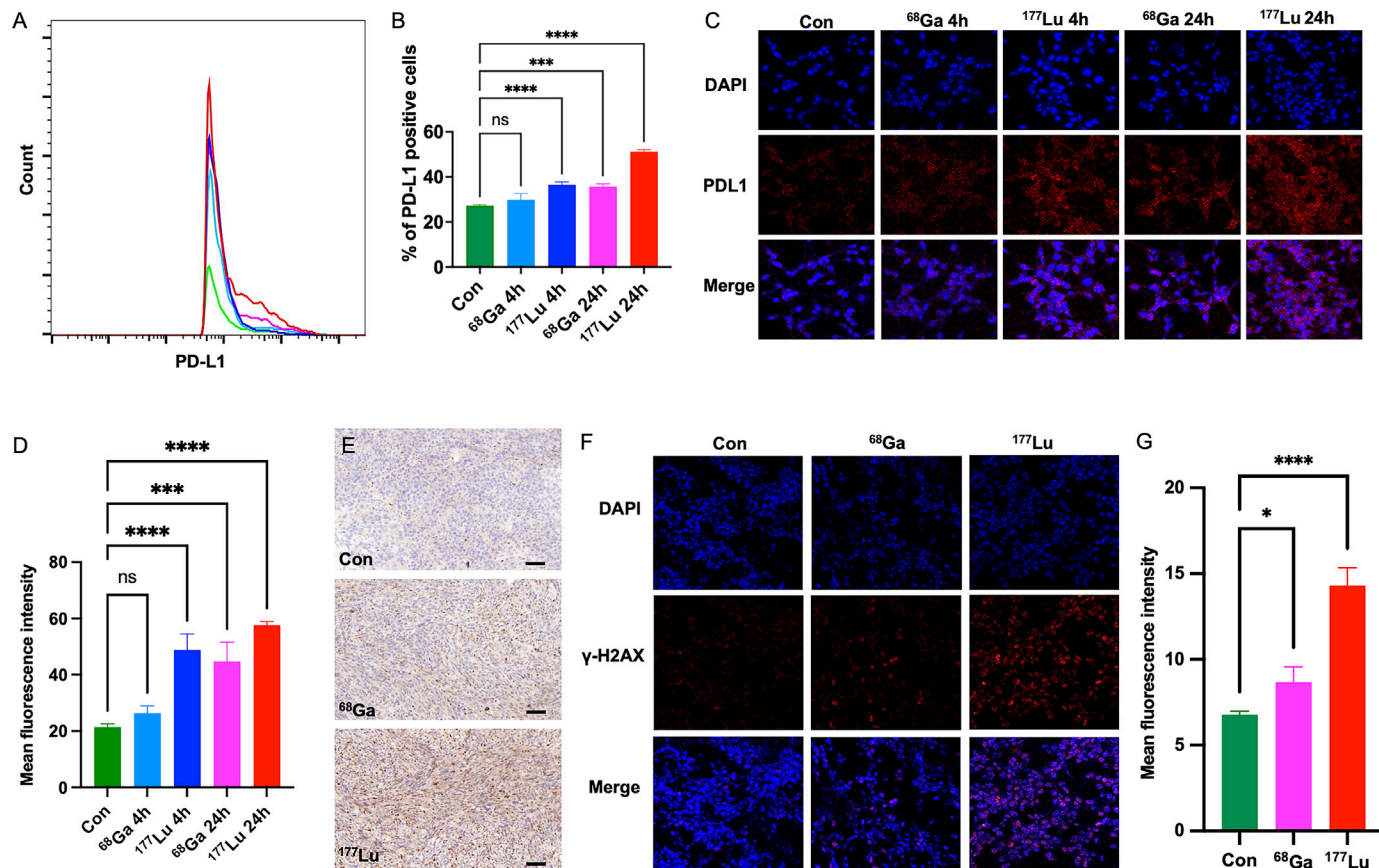 A
Count
PD-L1
B
****
***
****
ns
% of PD-L1 positive cells
60
40
20
0
Con
⁶⁸Ga 4h
¹⁷⁷Lu 4h
⁶⁸Ga 24h
¹⁷⁷Lu 24h
C
Con
⁶⁸Ga 4h
¹⁷⁷Lu 4h
⁶⁸Ga 24h
¹⁷⁷Lu 24h
DAPI
PDL1
Merge
D
****
***
****
ns
Mean fluorescence intensity
80
60
40
20
0
Con
⁶⁸Ga 4h
¹⁷⁷Lu 4h
⁶⁸Ga 24h
¹⁷⁷Lu 24h
E
Con
⁶⁸Ga
¹⁷⁷Lu
F
Con
⁶⁸Ga
¹⁷⁷Lu
DAPI
γ-H2AX
Merge
G
****
*
Mean fluorescence intensity
20
15
10
5
0
Con
⁶⁸Ga
¹⁷⁷Lu